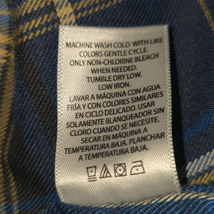 MACHINE WASH COLD WITH LIKE
COLORS GENTLE CYCLE.
ONLY NON-CHLORINE BLEACH
WHEN NEEDED.
TUMBLE DRY LOW.
LOW IRON.
LAVAR A MÁQUINA CON AGUA
FRÍA Y CON COLORES SIMILARES
EN CICLO DELICADO. USAR
SOLAMENTE BLANQUEADOR SIN
CLORO CUANDO SE NECESITE.
SECAR EN MÁQUINA A
TEMPERATURA BAJA. PLANCHAR
A TEMPERATURA BAJA.